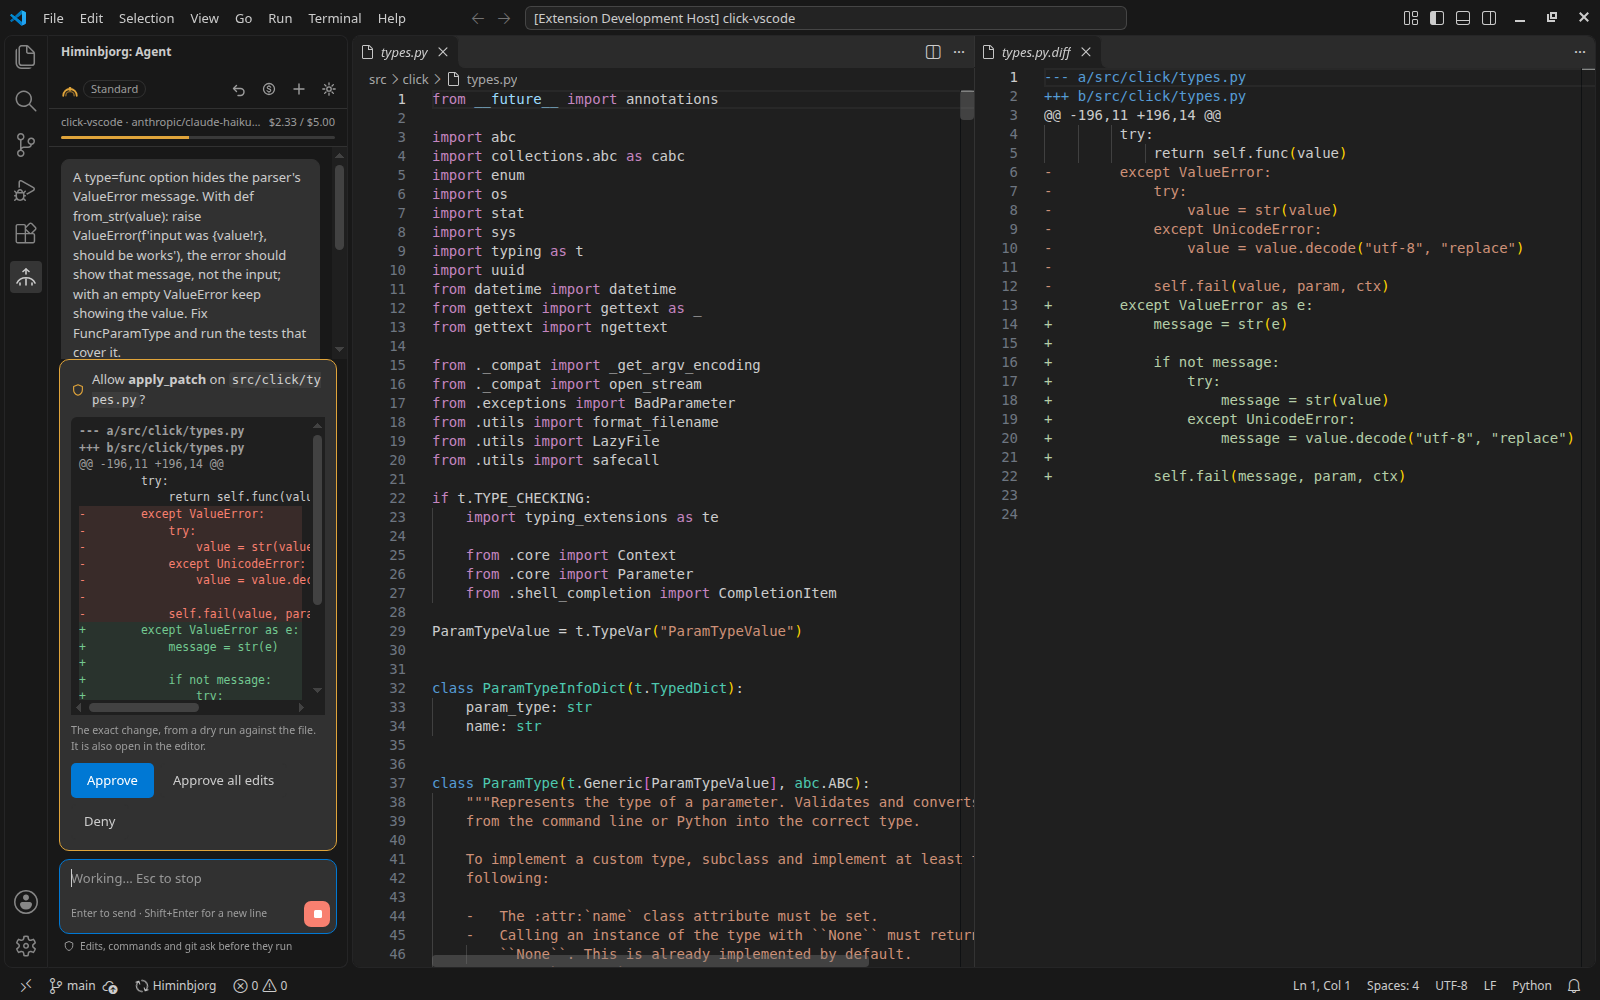 File Edit Selection View Go Run Terminal Help
[Extension Development Host] click-vscode
Himinbjorg: Agent
Standard
click-vscode · anthropic/claude-haiku... $2.33 / $5.00
A type=func option hides the parser's
ValueError message. With def
from_str(value): raise
ValueError(f'input was {value!r},
should be works'), the error should
show that message, not the input;
with an empty ValueError keep
showing the value. Fix
FuncParamType and run the tests that
cover it.
Allow apply_patch on src/click/ty
pes.py?
--- a/src/click/types.py
+++ b/src/click/types.py
@@ -196,11 +196,14 @@
try:
return self.func(valu
- except ValueError:
- try:
- value = str(value
- except UnicodeError:
- value = value.dec
-
- self.fail(value, para
+ except ValueError as e:
+ message = str(e)
+
+ if not message:
+ try:
The exact change, from a dry run against the file.
It is also open in the editor.
Approve
Approve all edits
Deny
Working... Esc to stop
Enter to send · Shift+Enter for a new line
Edits, commands and git ask before they run
types.py
src > click > types.py
1 from __future__ import annotations
2
3 import abc
4 import collections.abc as cabc
5 import enum
6 import os
7 import stat
8 import sys
9 import typing as t
10 import uuid
11 from datetime import datetime
12 from gettext import gettext as _
13 from gettext import ngettext
14
15 from ._compat import _get_argv_encoding
16 from ._compat import open_stream
17 from .exceptions import BadParameter
18 from .utils import format_filename
19 from .utils import LazyFile
20 from .utils import safecall
21
22 if t.TYPE_CHECKING:
23 import typing_extensions as te
24
25 from .core import Context
26 from .core import Parameter
27 from .shell_completion import CompletionItem
28
29 ParamTypeValue = t.TypeVar("ParamTypeValue")
30
31
32 class ParamTypeInfoDict(t.TypedDict):
33 param_type: str
34 name: str
35
36
37 class ParamType(t.Generic[ParamTypeValue], abc.ABC):
38 """Represents the type of a parameter. Validates and converts
39 from the command line or Python into the correct type.
40
41 To implement a custom type, subclass and implement at least
42 following:
43
44 - The :attr:`name` class attribute must be set.
45 - Calling an instance of the type with ``None`` must return
46 ``None``. This is already implemented by default.
types.py.diff
1 --- a/src/click/types.py
2 +++ b/src/click/types.py
3 @@ -196,11 +196,14 @@
4 try:
5 return self.func(value)
6 - except ValueError:
7 - try:
8 - value = str(value)
9 - except UnicodeError:
10 - value = value.decode("utf-8", "replace")
11 -
12 - self.fail(value, param, ctx)
13 + except ValueError as e:
14 + message = str(e)
15 +
16 + if not message:
17 + try:
18 + message = str(value)
19 + except UnicodeError:
20 + message = value.decode("utf-8", "replace")
21 +
22 + self.fail(message, param, ctx)
23
24
main Himinbjorg 0 0 Ln 1, Col 1 Spaces: 4 UTF-8 LF Python